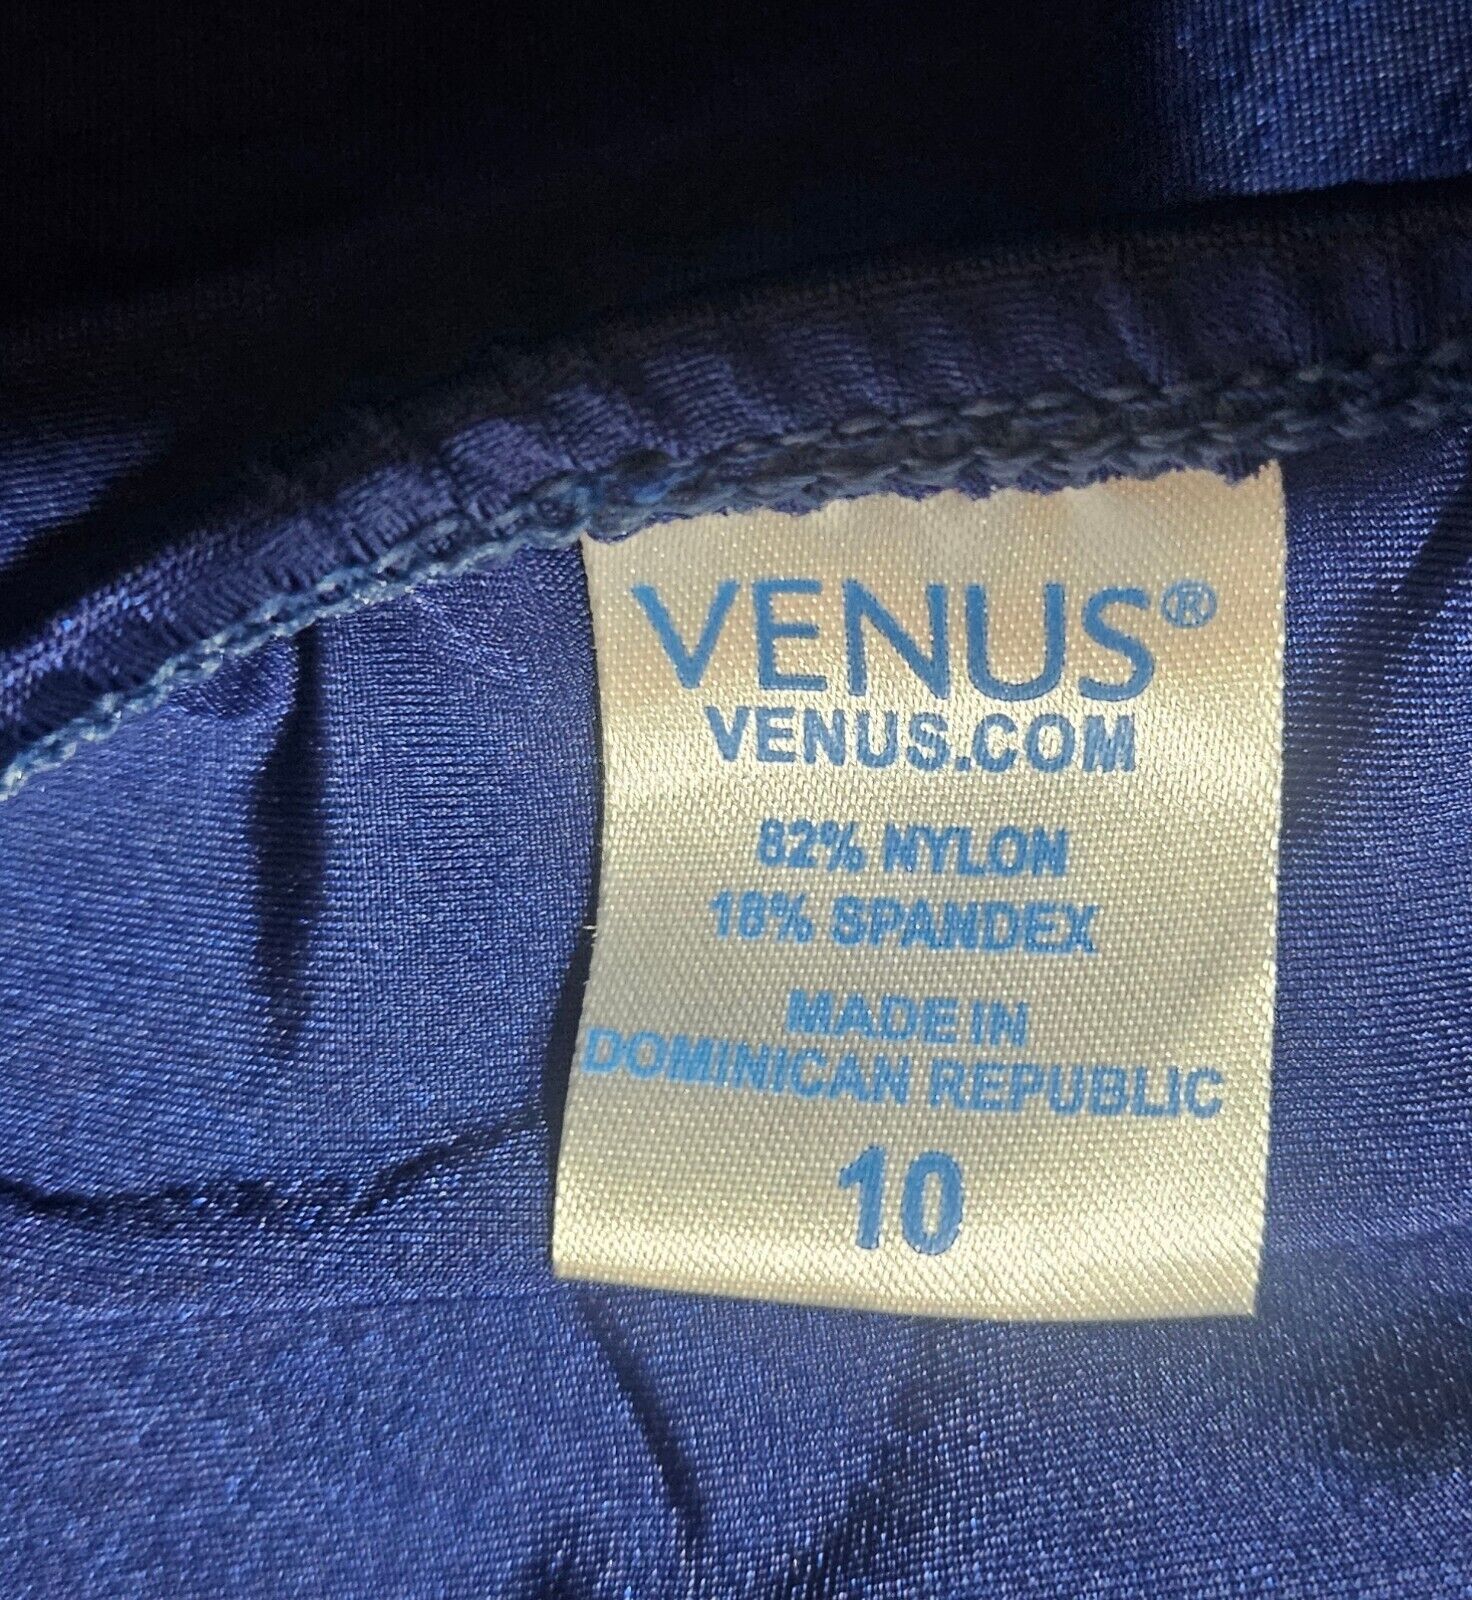 VENUS®
VENUS.COM
82% NYLON
18% SPANDEX
MADE IN
DOMINICAN REPUBLIC
10